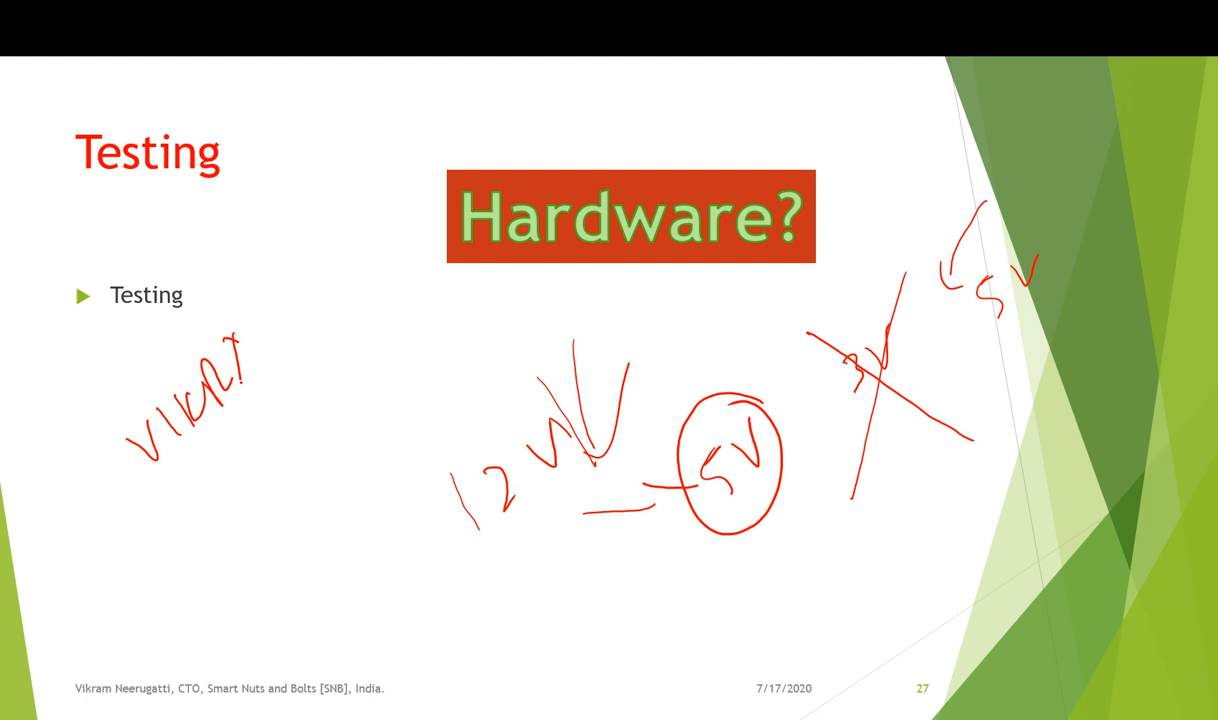 Testing
Hardware?
Testing
5V
3V
12 V
5V
Vikram Neerugatti, CTO, Smart Nuts and Bolts [SNB], India.
7/17/2020
27